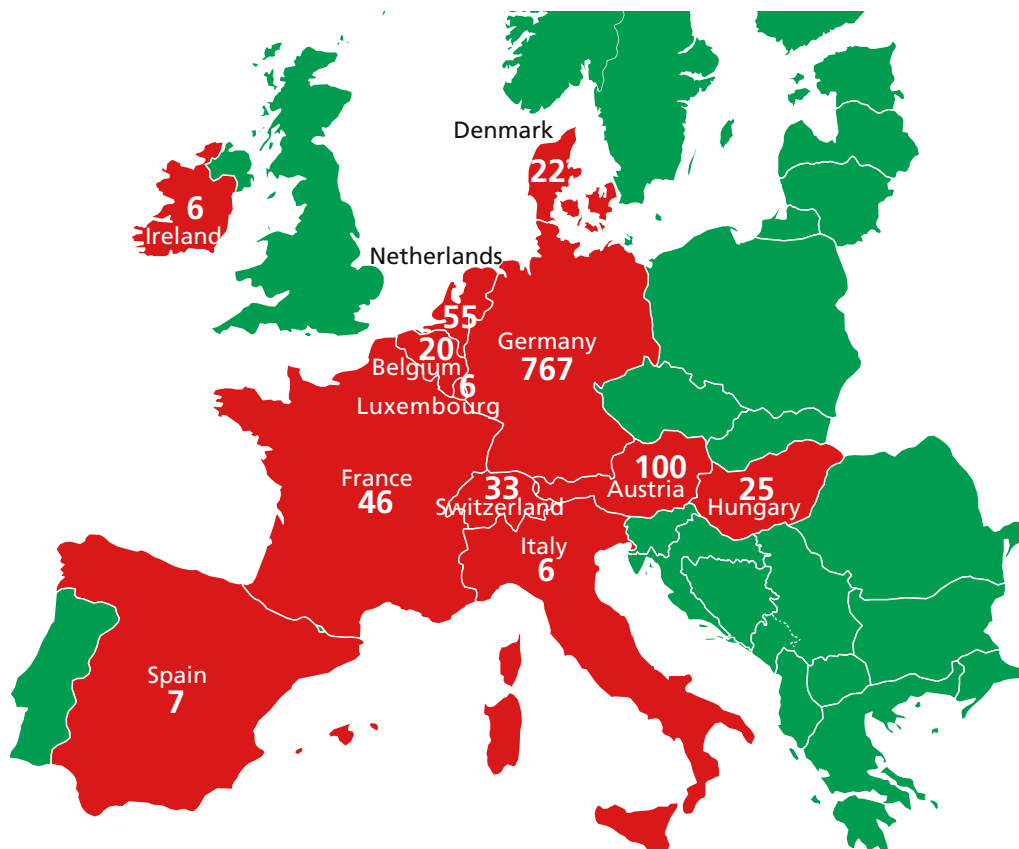 Denmark
22
6
Ireland
Netherlands
55
20
Belgium
6
Luxembourg
Germany
767
France
46
33
Switzerland
100
Austria
25
Hungary
Italy
6
Spain
7